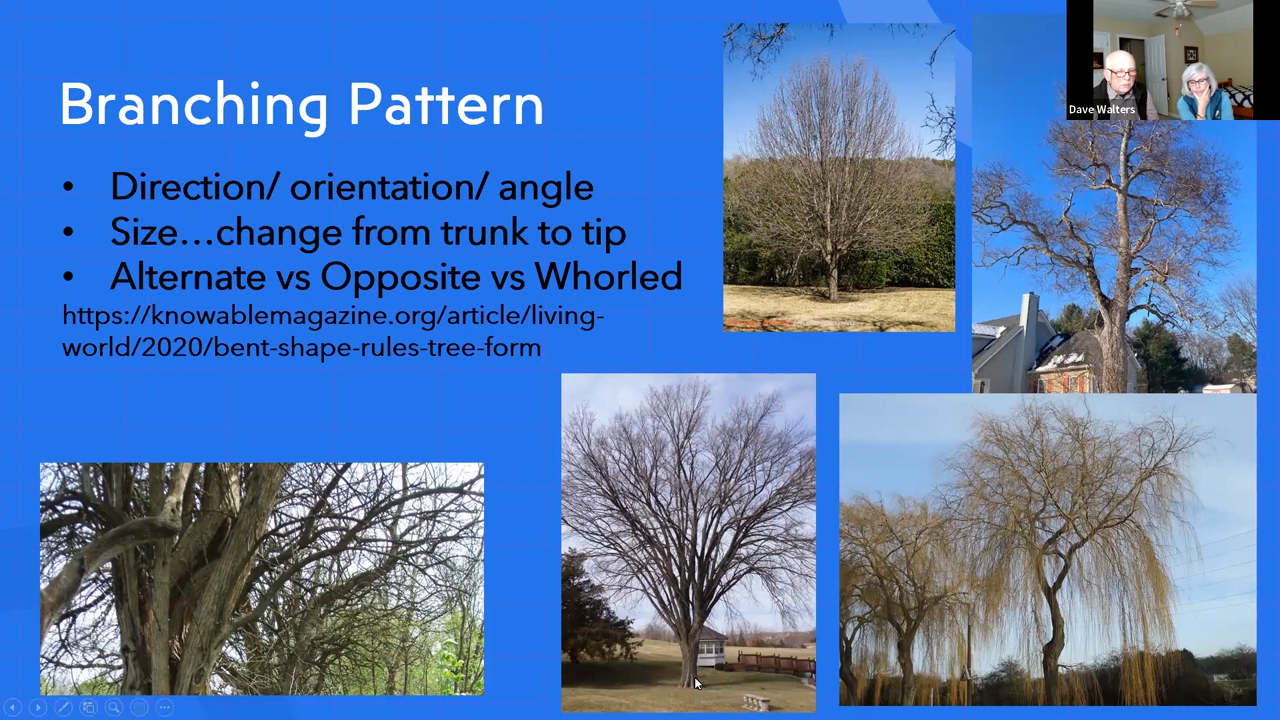 Branching Pattern
• Direction/ orientation/ angle
• Size...change from trunk to tip
• Alternate vs Opposite vs Whorled
https://knowablemagazine.org/article/living-
world/2020/bent-shape-rules-tree-form
Dave Walters